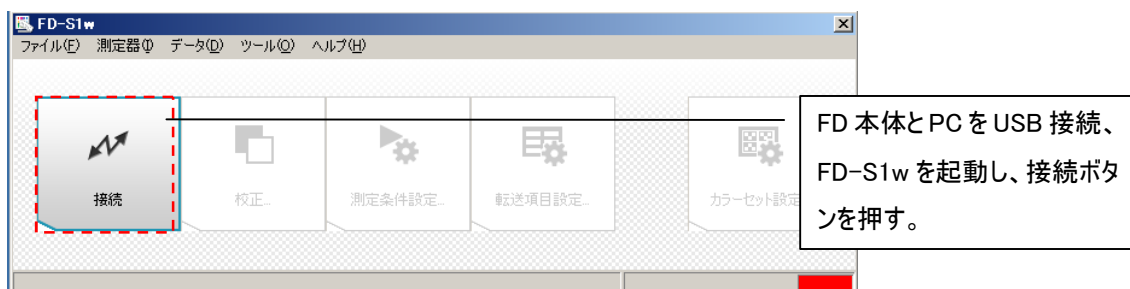 FD-S1w
ファイル(F) 測定器(I) データ(D) ツール(O) ヘルプ(H)
接続
校正...
測定条件設定...
転送項目設定...
カラーセット設定
FD 本体とPCをUSB 接続、
FD-S1w を起動し、接続ボタ
ンを押す。